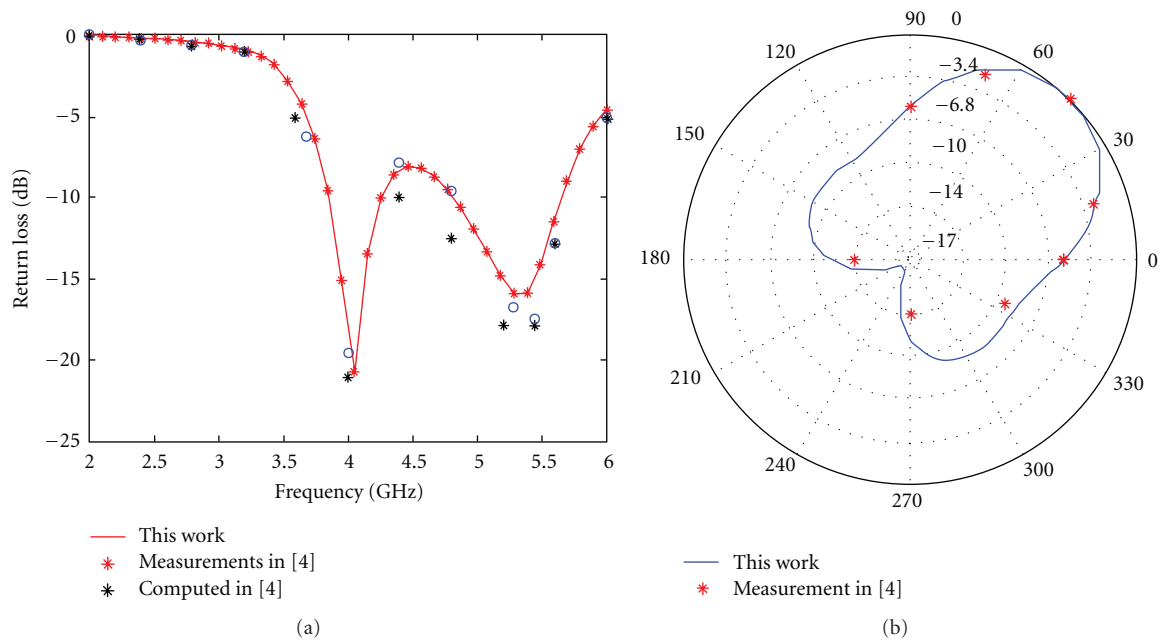 0
−5
−10
−15
−20
−25
Return loss (dB)
2 2.5 3 3.5 4 4.5 5 5.5 6
Frequency (GHz)
This work
Measurements in [4]
Computed in [4]
(a)
90 0
120 60
−3.4
−6.8
150 30
−10
−14
−17
180 0
210 330
240 300
270
This work
Measurement in [4]
(b)